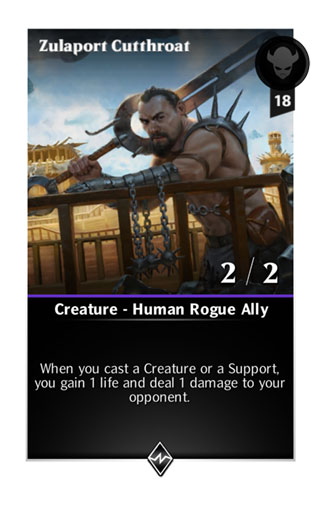 Zulaport Cutthroat
18
2 / 2
Creature - Human Rogue Ally
When you cast a Creature or a Support,
you gain 1 life and deal 1 damage to your
opponent.